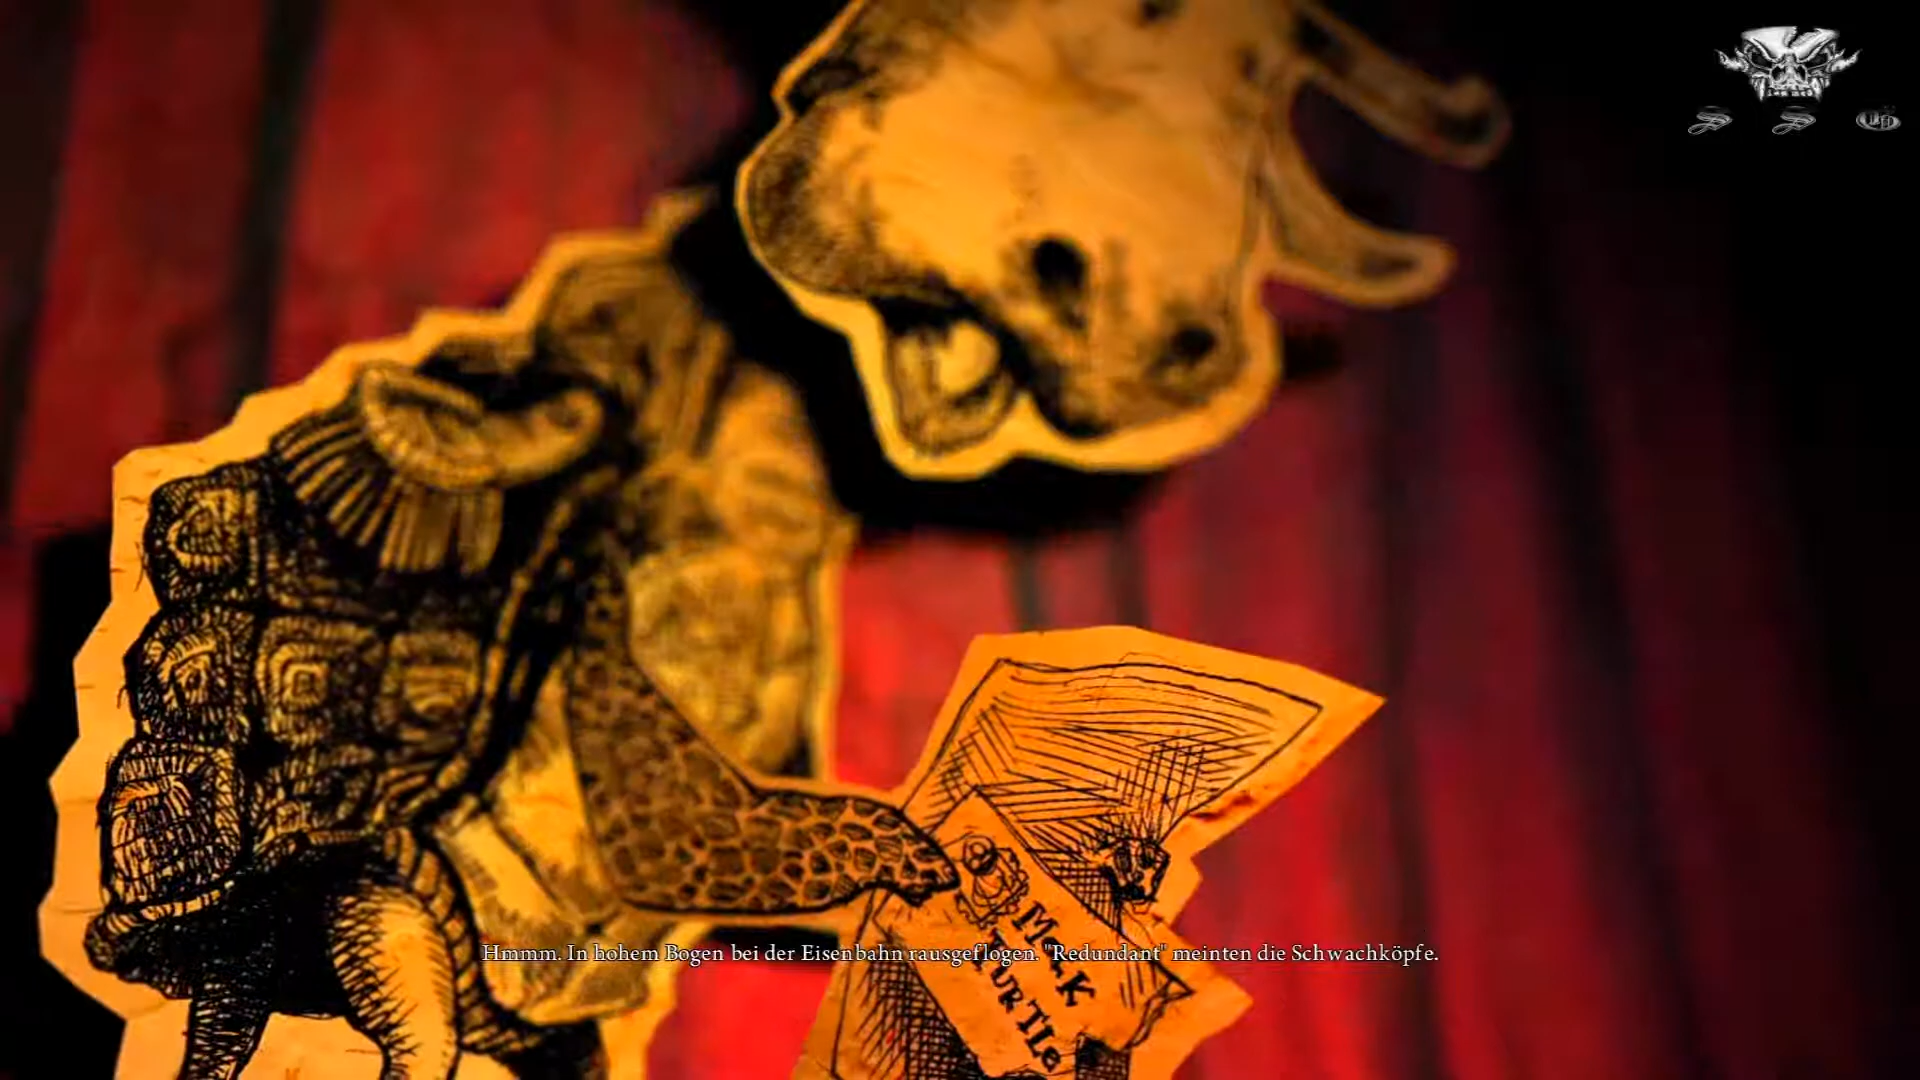 Hmmm. In hohem Bogen bei der Eisenbahn rausgeflogen. "Redundant" meinten die Schwachköpfe.
MOCK
TURTLe